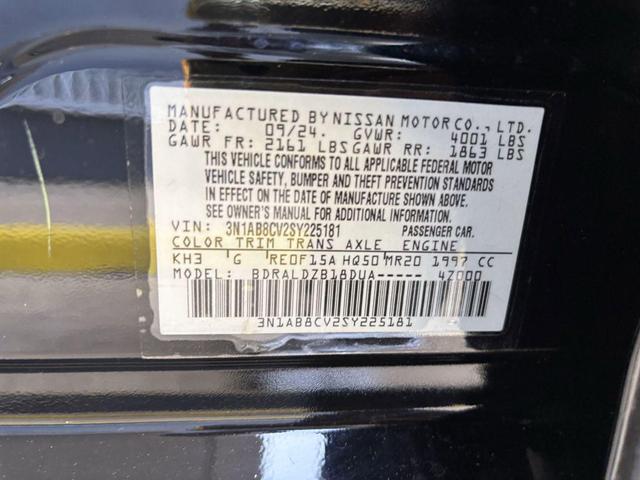 MANUFACTURED BY NISSAN MOTOR CO., LTD.
DATE: 09/24. GVWR: 4001 LBS
GAWR FR: 2161 LBS GAWR RR: 1863 LBS
THIS VEHICLE CONFORMS TO ALL APPLICABLE FEDERAL MOTOR
VEHICLE SAFETY, BUMPER AND THEFT PREVENTION STANDARDS
IN EFFECT ON THE DATE OF MANUFACTURE SHOWN ABOVE.
SEE OWNER'S MANUAL FOR ADDITIONAL INFORMATION.
VIN: 3N1AB8CV2SY225181 PASSENGER CAR.
COLOR TRIM TRANS AXLE ENGINE
KH3 G RE0F15A HQ50 MR20 1997 CC
MODEL: BDRALDZB18DUA----- 4Z000
3N1AB8CV2SY225181